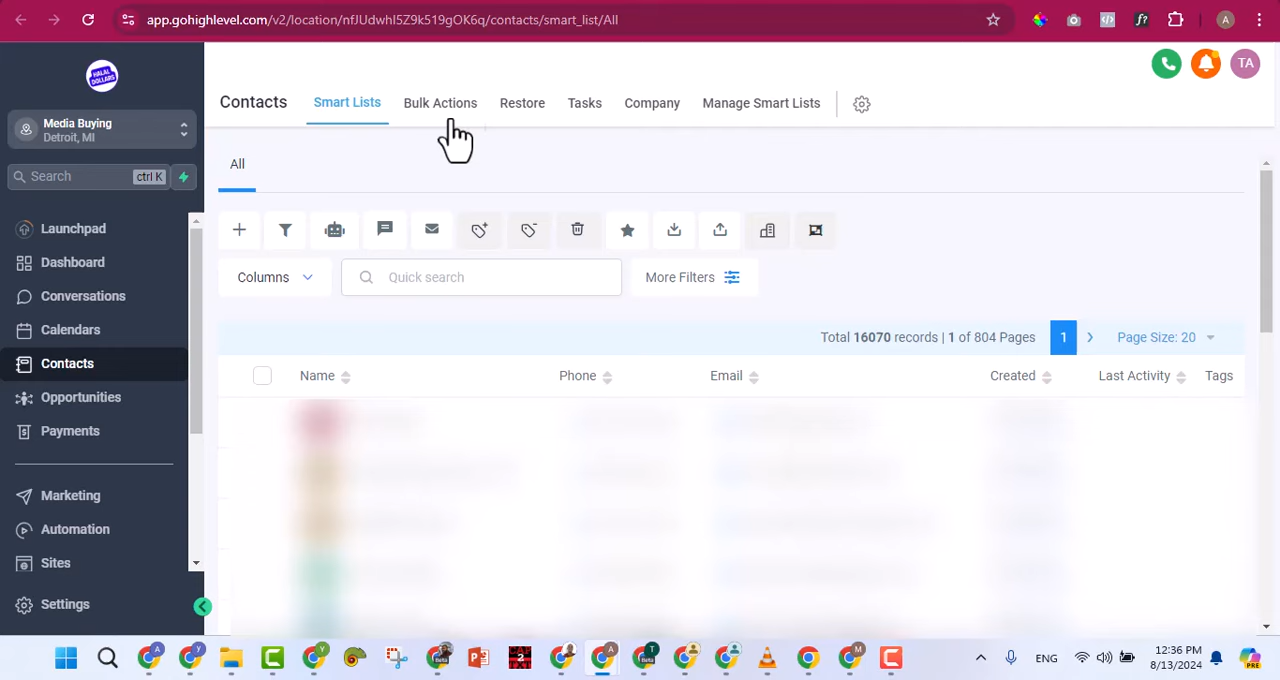 app.gohighlevel.com/v2/location/nfJUdwhI5Z9k519gOK6q/contacts/smart_list/All
A
HALAL DOLLARS
TA
Contacts
Smart Lists
Bulk Actions
Restore
Tasks
Company
Manage Smart Lists
Media Buying
Detroit, MI
Search
ctrl K
All
Launchpad
Dashboard
Conversations
Calendars
Contacts
Opportunities
Payments
Marketing
Automation
Sites
Settings
Columns
Quick search
More Filters
Total 16070 records | 1 of 804 Pages
1
Page Size: 20
Name
Phone
Email
Created
Last Activity
Tags
ENG
12:36 PM
8/13/2024